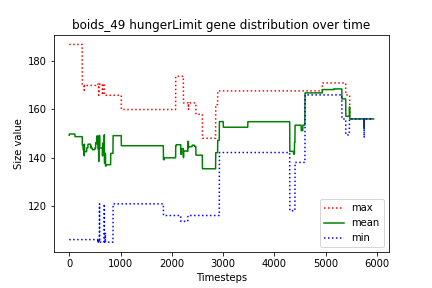 boids_49 hungerLimit gene distribution over time
Size value
180
160
140
120
0
1000
2000
3000
4000
5000
6000
Timesteps
max
mean
min